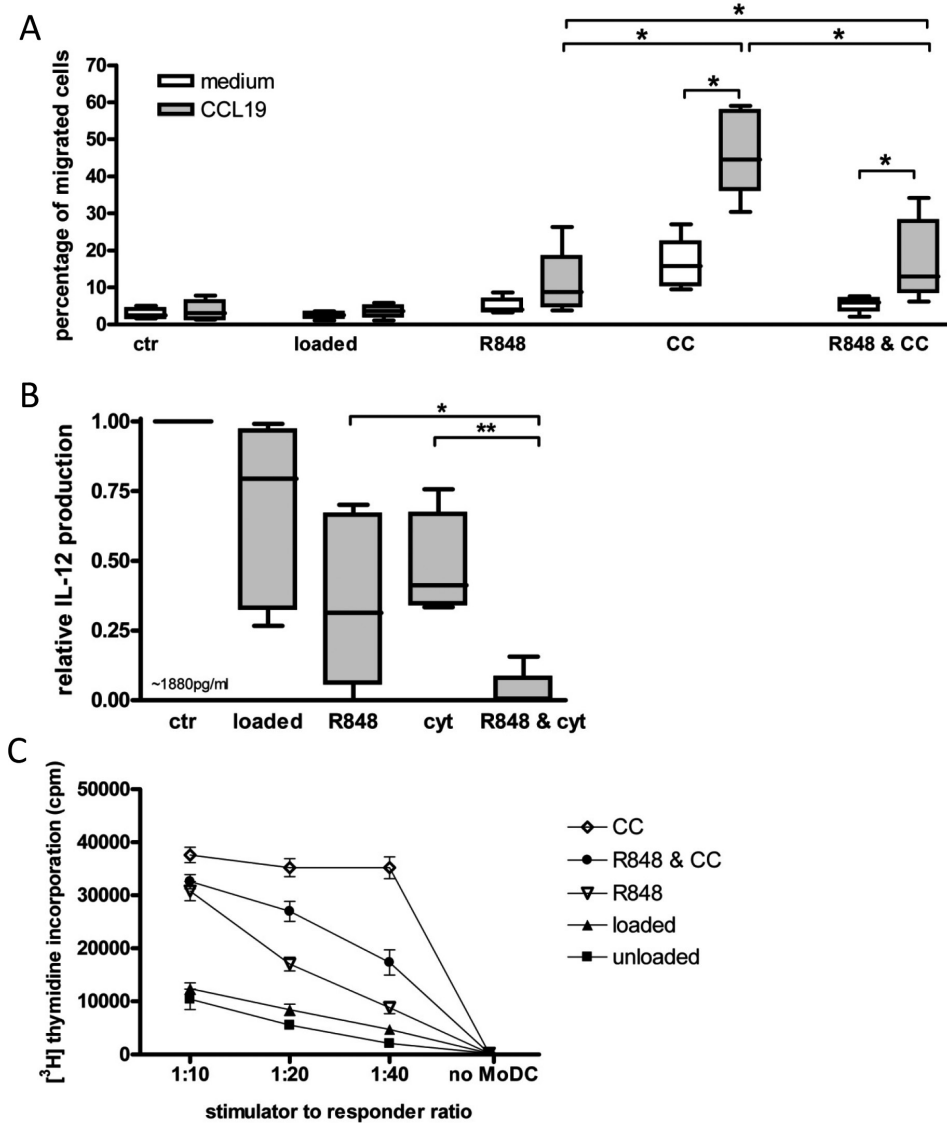 A
*
* *
70
60
50
40
30
20
10
0
percentage of migrated cells
medium
CCL19
*
*
ctr loaded R848 CC R848 & CC
B
*
**
1.00
0.75
0.50
0.25
0.00
relative IL-12 production
~1880pg/ml
ctr loaded R848 cyt R848 & cyt
C
50000
40000
30000
20000
10000
0
[³H] thymidine incorporation (cpm)
CC
R848 & CC
R848
loaded
unloaded
1:10 1:20 1:40 no MoDC
stimulator to responder ratio